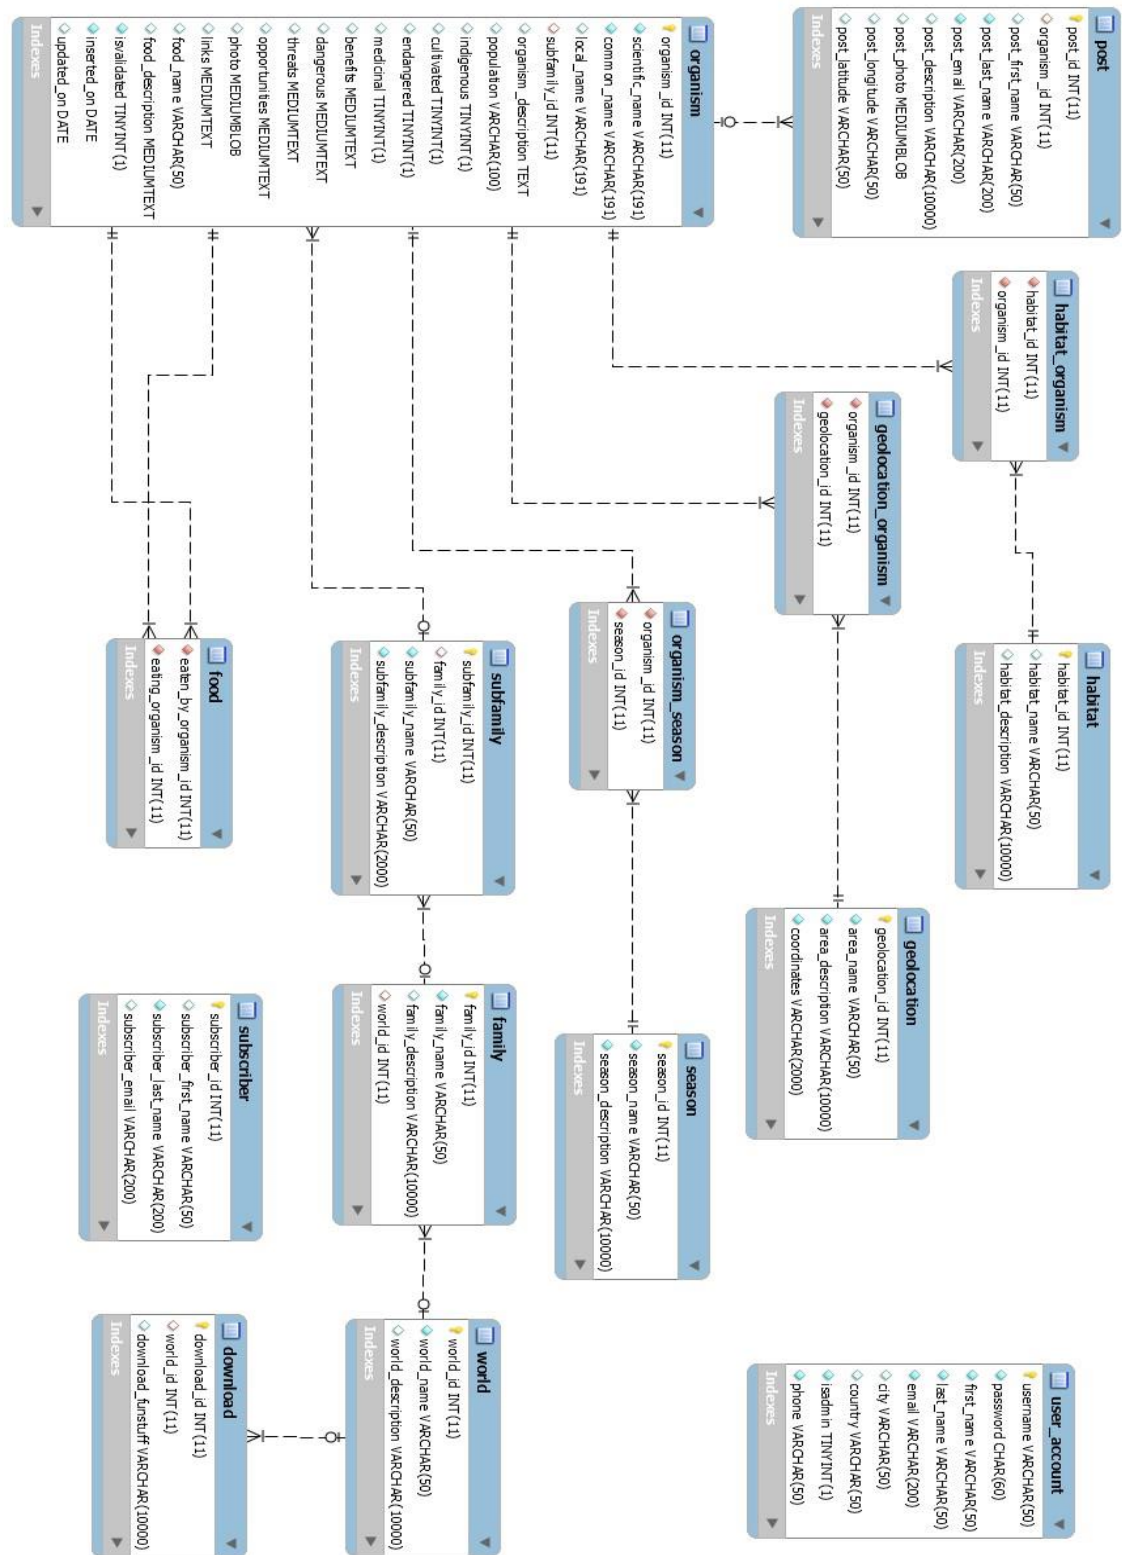 post
post_id INT(11)
organism_id INT(11)
post_first_name VARCHAR(50)
post_last_name VARCHAR(200)
post_email VARCHAR(200)
post_description VARCHAR(10000)
post_photo MEDIUMBLOB
post_longitude VARCHAR(50)
post_lattitude VARCHAR(50)
Indexes
habitat_organism
habitat_id INT(11)
organism_id INT(11)
Indexes
habitat
habitat_id INT(11)
habitat_name VARCHAR(50)
habitat_description VARCHAR(10000)
Indexes
user_account
username VARCHAR(50)
password CHAR(60)
first_name VARCHAR(50)
last_name VARCHAR(50)
email VARCHAR(200)
city VARCHAR(50)
country VARCHAR(50)
isadmin TINYINT(1)
phone VARCHAR(50)
Indexes
geolocation_organism
organism_id INT(11)
geolocation_id INT(11)
Indexes
geolocation
geolocation_id INT(11)
area_name VARCHAR(50)
area_description VARCHAR(10000)
coordinates VARCHAR(2000)
Indexes
organism
organism_id INT(11)
scientific_name VARCHAR(191)
common_name VARCHAR(191)
local_name VARCHAR(191)
subfamily_id INT(11)
organism_description TEXT
population VARCHAR(100)
indigenous TINYINT(1)
cultivated TINYINT(1)
endangered TINYINT(1)
medicinal TINYINT(1)
benefits MEDIUMTEXT
dangerous MEDIUMTEXT
threats MEDIUMTEXT
opportunities MEDIUMTEXT
photo MEDIUMBLOB
links MEDIUMTEXT
food_name VARCHAR(50)
food_description MEDIUMTEXT
isvalidated TINYINT(1)
inserted_on DATE
updated_on DATE
Indexes
organism_season
organism_id INT(11)
season_id INT(11)
Indexes
season
season_id INT(11)
season_name VARCHAR(50)
season_description VARCHAR(10000)
Indexes
subfamily
subfamily_id INT(11)
family_id INT(11)
subfamily_name VARCHAR(50)
subfamily_description VARCHAR(2000)
Indexes
family
family_id INT(11)
family_name VARCHAR(50)
family_description VARCHAR(10000)
world_id INT(11)
Indexes
world
world_id INT(11)
world_name VARCHAR(50)
world_description VARCHAR(10000)
Indexes
food
eaten_by_organism_id INT(11)
eating_organism_id INT(11)
Indexes
subscriber
subscriber_id INT(11)
subscriber_first_name VARCHAR(50)
subscriber_last_name VARCHAR(200)
subscriber_email VARCHAR(200)
Indexes
download
download_id INT(11)
world_id INT(11)
download_funstuff VARCHAR(10000)
Indexes